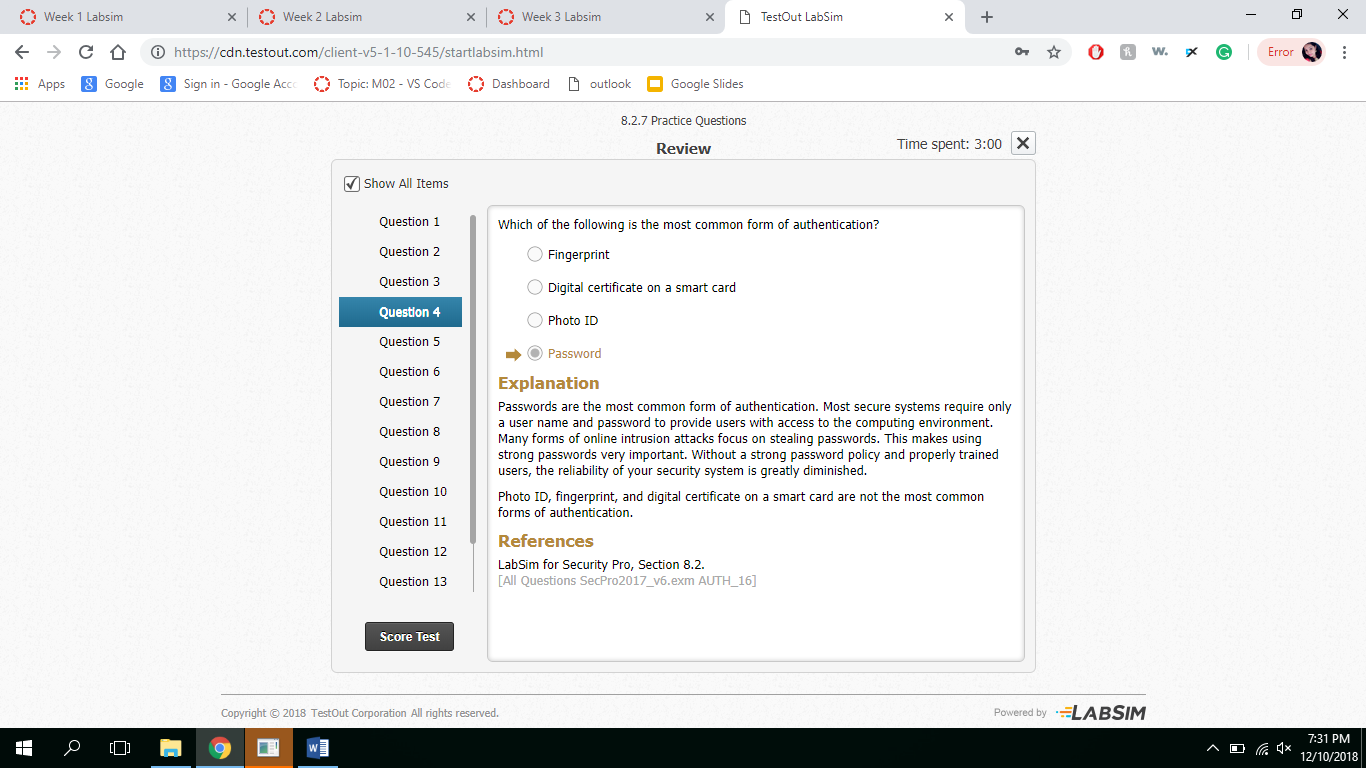 Week 1 Labsim
Week 2 Labsim
Week 3 Labsim
TestOut LabSim
https://cdn.testout.com/client-v5-1-10-545/startlabsim.html
Error
Apps
Google
Sign in - Google Acco
Topic: M02 - VS Code
Dashboard
outlook
Google Slides
8.2.7 Practice Questions
Review
Time spent: 3:00
Show All Items
Question 1
Question 2
Question 3
Question 4
Question 5
Question 6
Question 7
Question 8
Question 9
Question 10
Question 11
Question 12
Question 13
Score Test
Which of the following is the most common form of authentication?
Fingerprint
Digital certificate on a smart card
Photo ID
Password
Explanation
Passwords are the most common form of authentication. Most secure systems require only
a user name and password to provide users with access to the computing environment.
Many forms of online intrusion attacks focus on stealing passwords. This makes using
strong passwords very important. Without a strong password policy and properly trained
users, the reliability of your security system is greatly diminished.
Photo ID, fingerprint, and digital certificate on a smart card are not the most common
forms of authentication.
References
LabSim for Security Pro, Section 8.2.
[All Questions SecPro2017_v6.exm AUTH_16]
Copyright © 2018 TestOut Corporation All rights reserved.
Powered by LABSIM
7:31 PM
12/10/2018